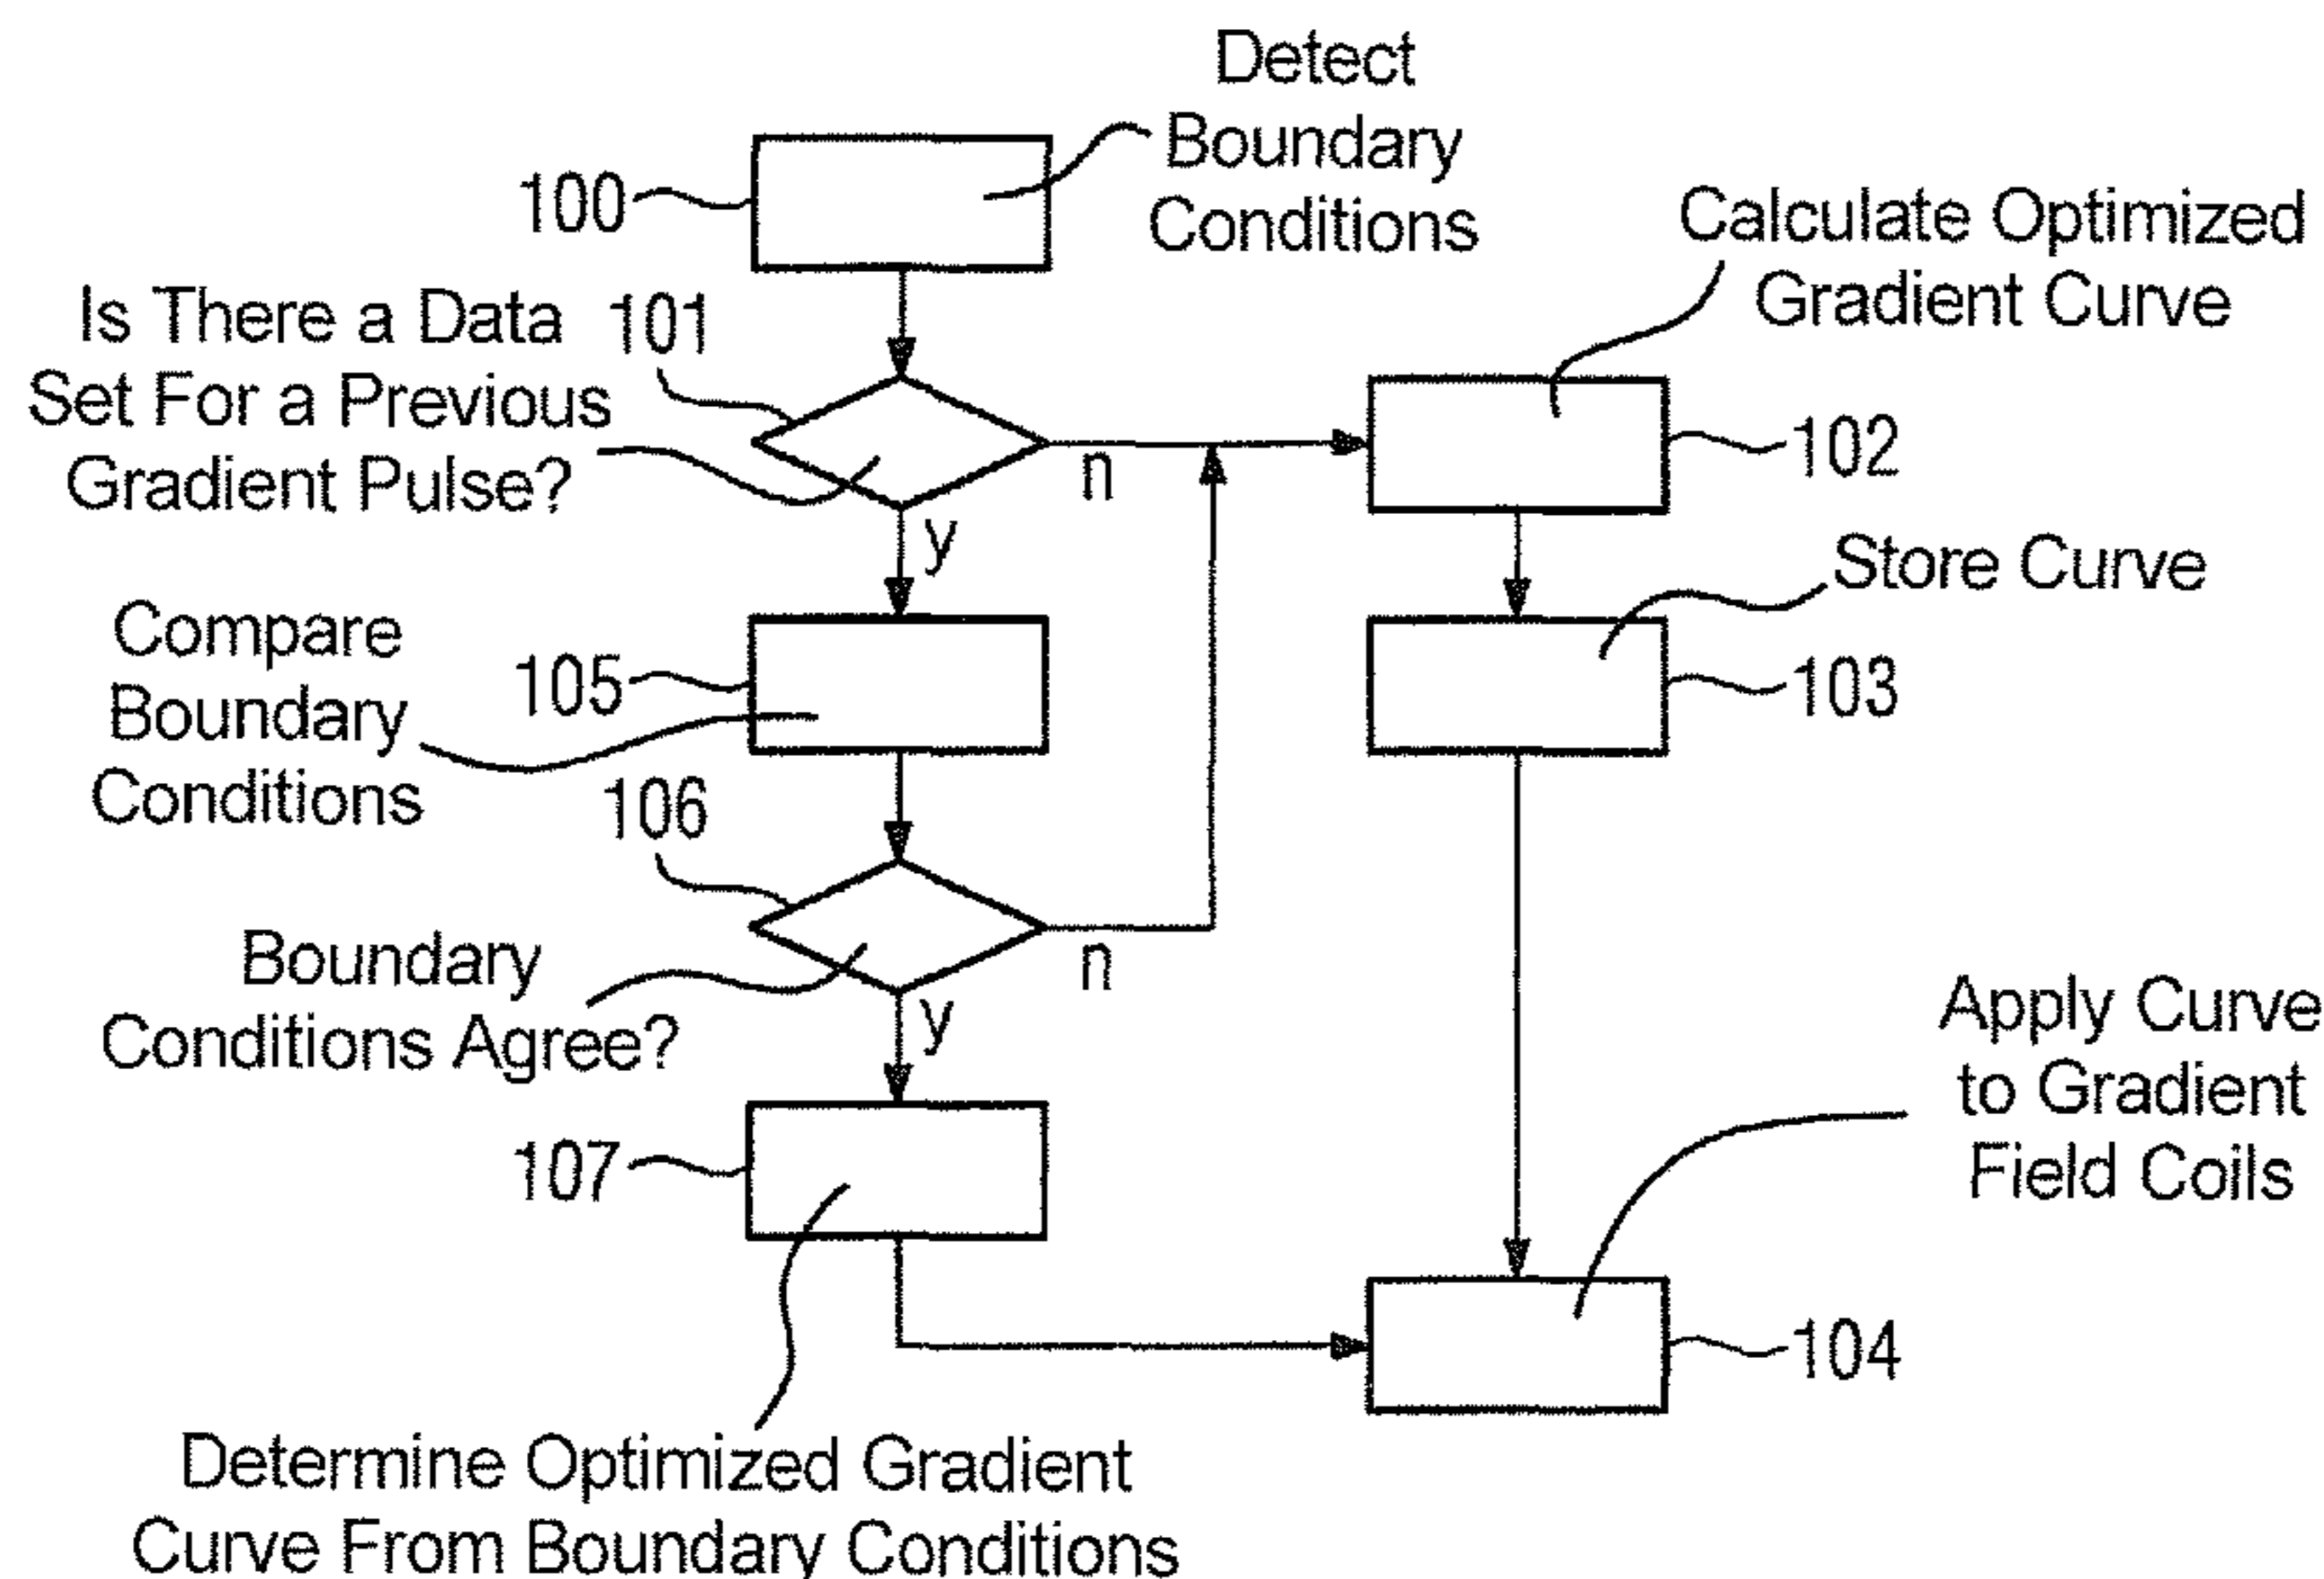 Detect
Boundary
Conditions
100
Calculate Optimized
Gradient Curve
Is There a Data
Set For a Previous
Gradient Pulse?
101
n
102
y
Store Curve
103
Compare
Boundary
Conditions
105
106
Boundary
Conditions Agree?
n
y
Apply Curve
to Gradient
Field Coils
107
104
Determine Optimized Gradient
Curve From Boundary Conditions